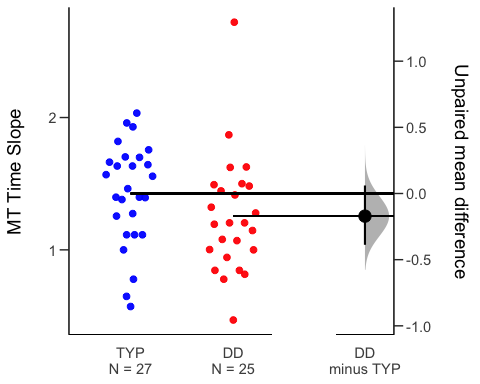 MT Time Slope
2
1
TYP
N = 27
DD
N = 25
DD
minus TYP
1.0
0.5
0.0
-0.5
-1.0
Unpaired mean difference